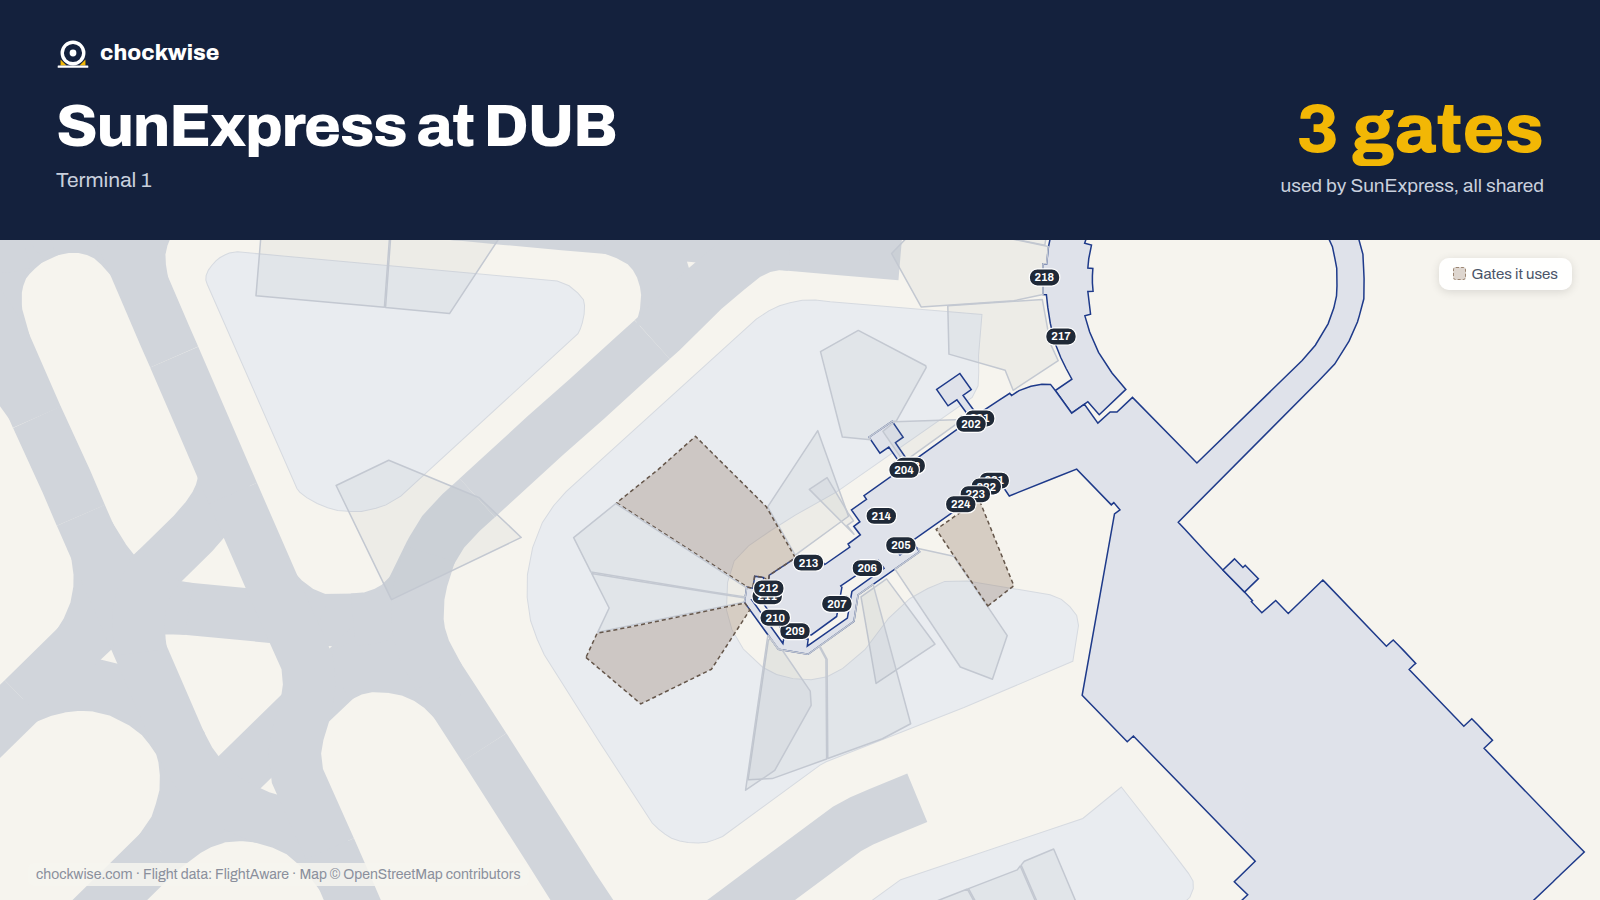 chockwise
SunExpress at DUB
Terminal 1
3 gates
used by SunExpress, all shared
Gates it uses
218
217
202
204
223
224
214
205
213
206
212
207
210
209
chockwise.com · Flight data: FlightAware · Map © OpenStreetMap contributors